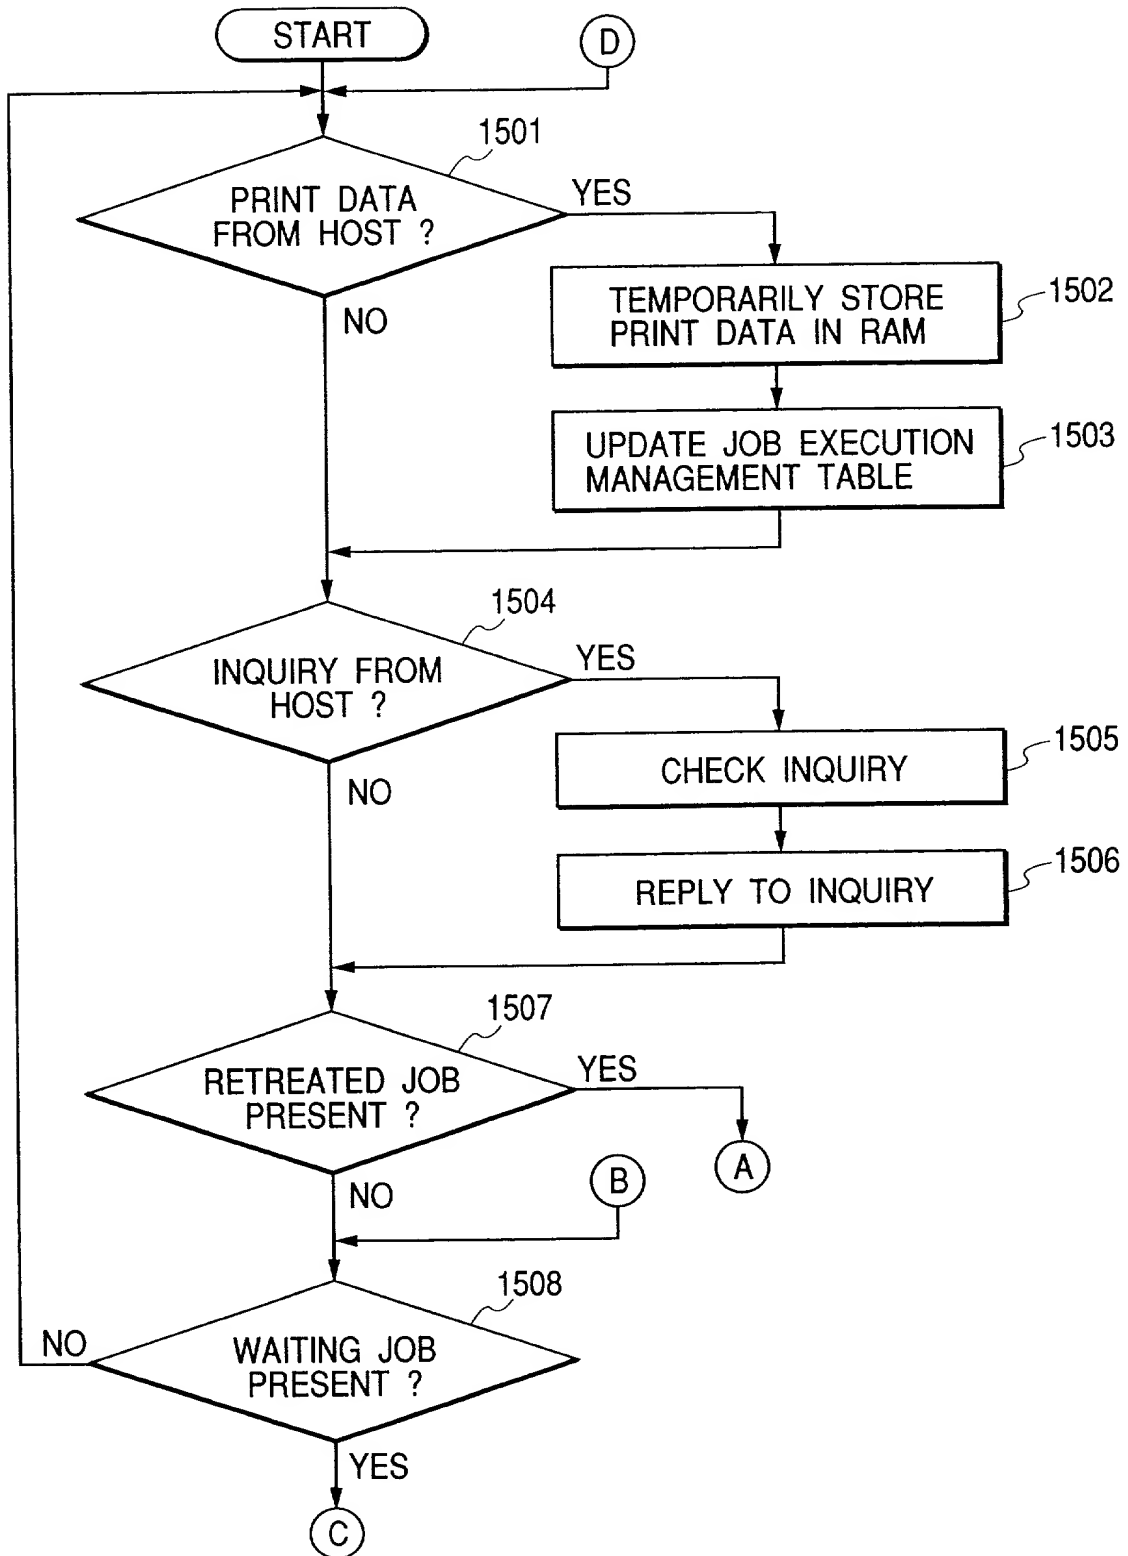 START
D
1501
PRINT DATA
FROM HOST ?
YES
NO
TEMPORARILY STORE
PRINT DATA IN RAM
1502
UPDATE JOB EXECUTION
MANAGEMENT TABLE
1503
1504
INQUIRY FROM
HOST ?
YES
NO
CHECK INQUIRY
1505
REPLY TO INQUIRY
1506
1507
RETREATED JOB
PRESENT ?
YES
A
NO
B
1508
WAITING JOB
PRESENT ?
NO
YES
C